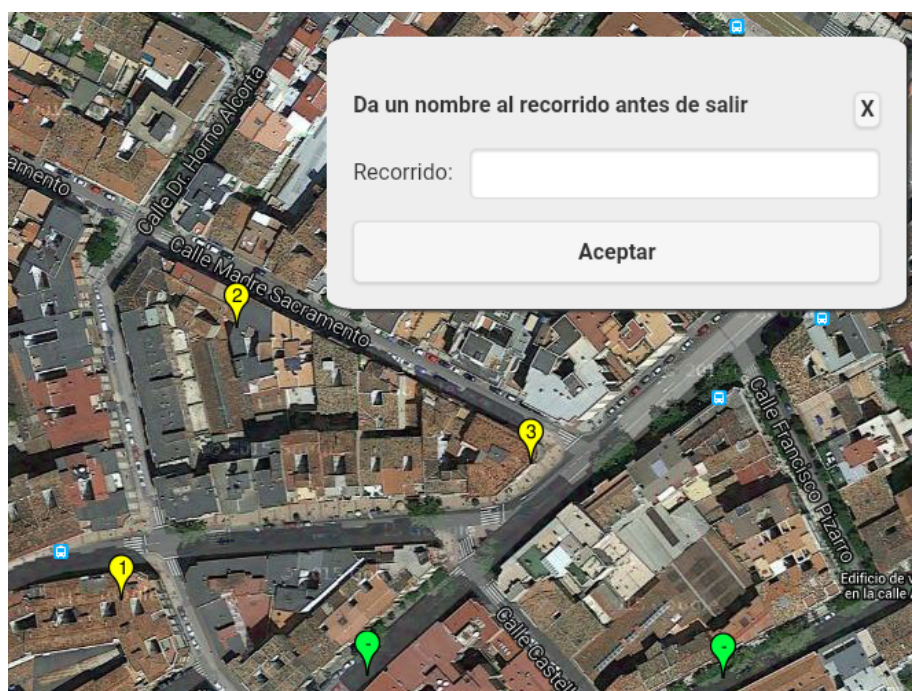 Da un nombre al recorrido antes de salir
X
Recorrido:
Aceptar
Calle Dr. Horno Alcorta
amento
Calle Madre Sacramento
2
3
Calle Francisco Pizarro
1
Edificio de v
en la calle
Calle Castel
-
-